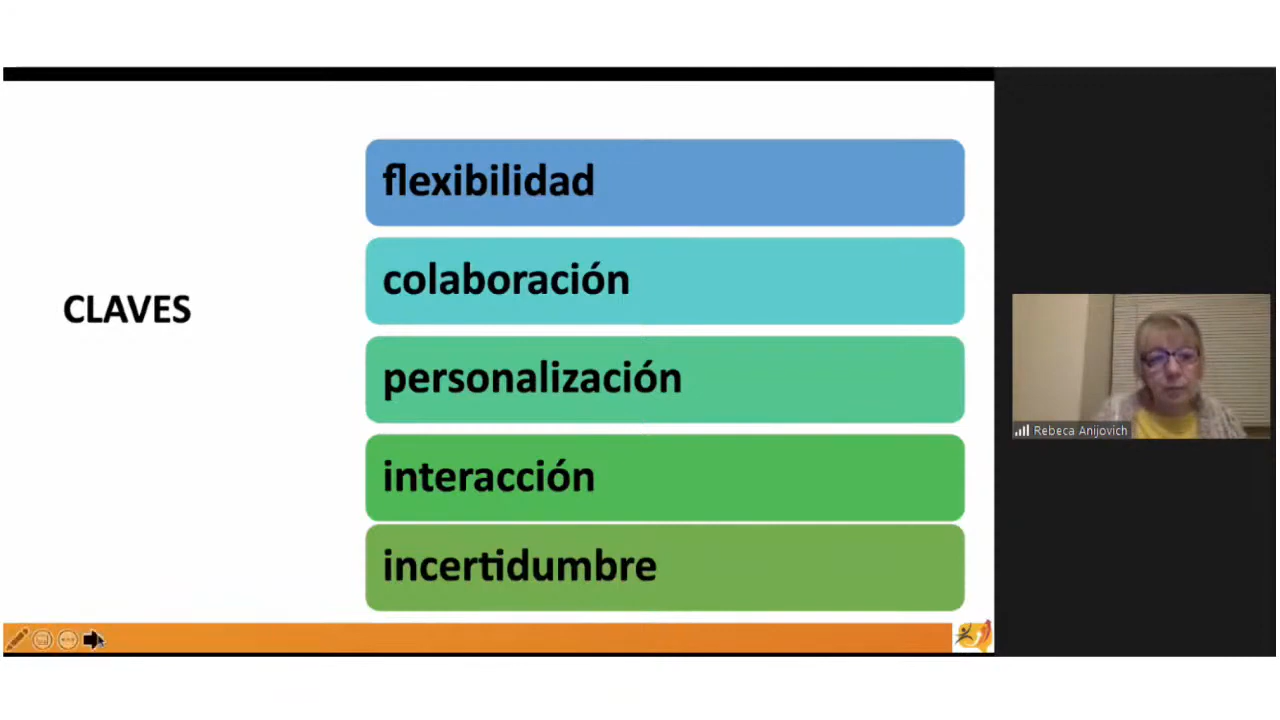 CLAVES
flexibilidad
colaboración
personalización
interacción
incertidumbre
Rebeca Anijovich